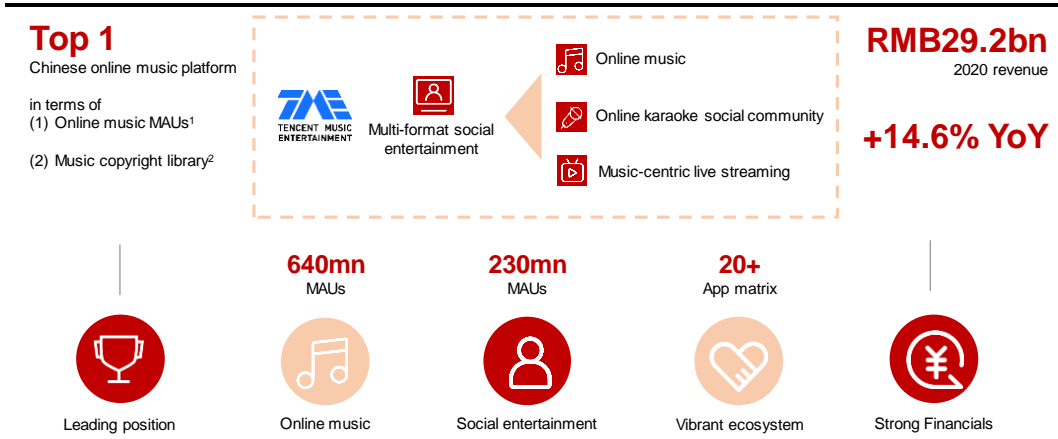 Top 1
Chinese online music platform
in terms of
(1) Online music MAUs¹
(2) Music copyright library²
TENCENT MUSIC
ENTERTAINMENT
Multi-format social
entertainment
Online music
Online karaoke social community
Music-centric live streaming
RMB29.2bn
2020 revenue
+14.6% YoY
640mn
MAUs
230mn
MAUs
20+
App matrix
Leading position
Online music
Social entertainment
Vibrant ecosystem
Strong Financials